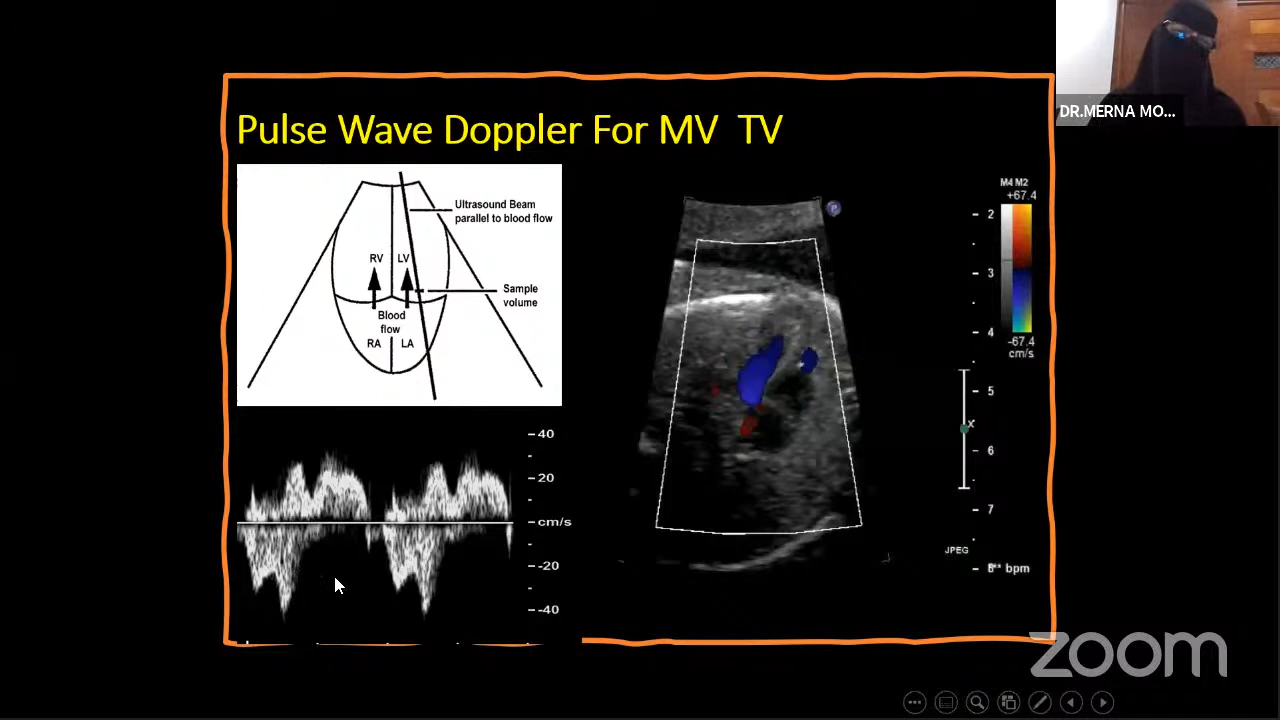 DR.MERNA MO...
Pulse Wave Doppler For MV TV
Ultrasound Beam
parallel to blood flow
RV LV
Sample
volume
Blood
flow
RA LA
40
20
cm/s
-20
-40
M4 M2
+67.4
-67.4
cm/s
2
3
4
5
x
6
7
JPEG
bpm
P
zoom